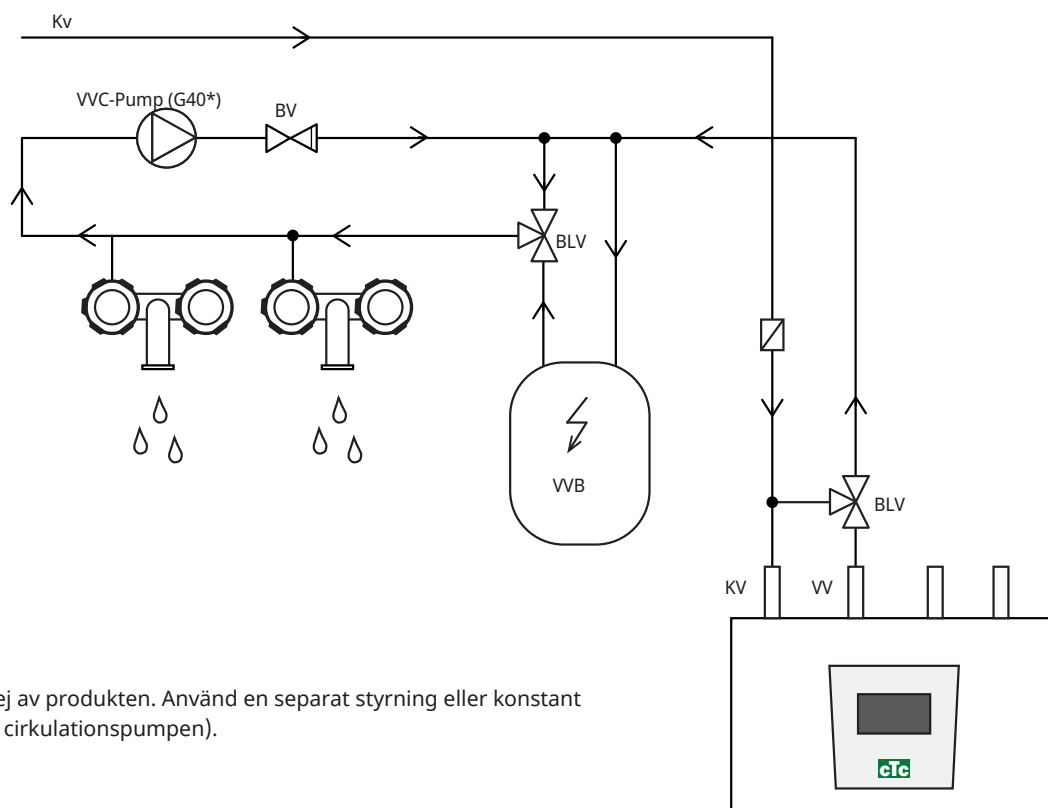 Kv
VVC-Pump (G40*)
BV
BLV
VVB
BLV
KV
VV
ej av produkten. Använd en separat styrning eller konstant
cirkulationspumpen).
cTc